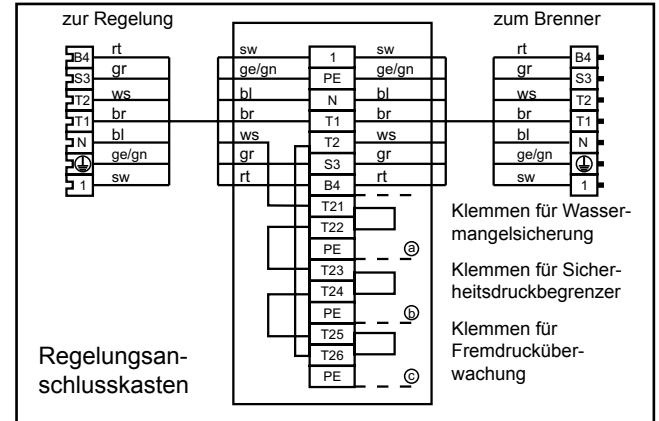 zur Regelung
zum Brenner
B4 rt
S3 gr
T2 ws
T1 br
N bl
ge/gn
1 sw
sw 1 sw
ge/gn PE ge/gn
bl N bl
br T1 br
ws T2 ws
gr S3 gr
rt B4 rt
T21
T22
PE a
T23
T24
PE b
T25
T26
PE c
rt B4
gr S3
ws T2
br T1
bl N
ge/gn
sw 1
Klemmen für Wasser-
mangelsicherung
Klemmen für Sicher-
heitsdruckbegrenzer
Klemmen für
Fremdrucküber-
wachung
Regelungsan-
schlusskasten